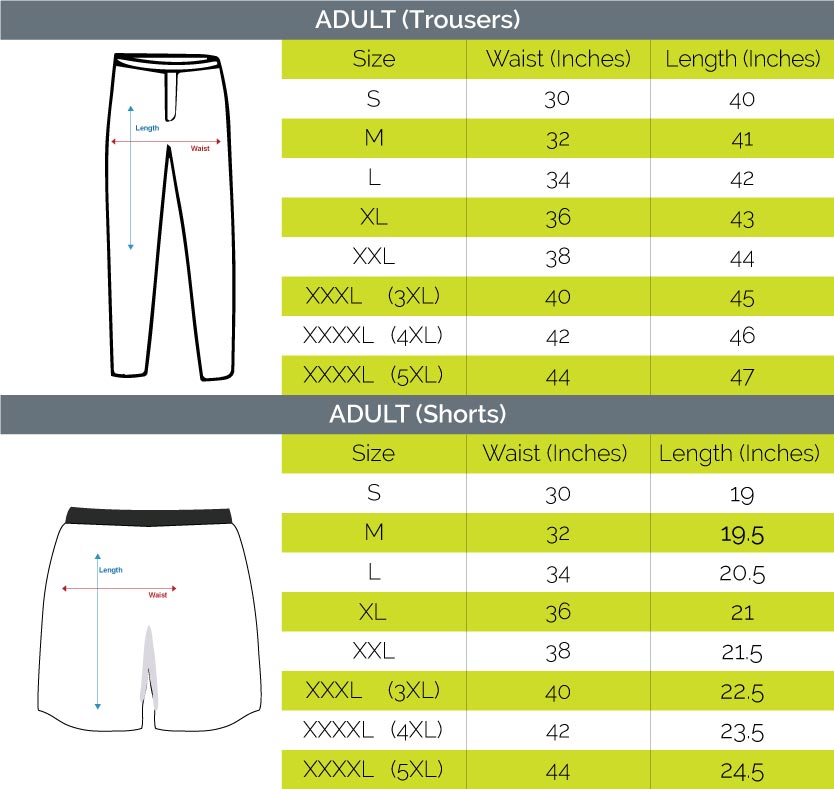 ADULT (Trousers)
Size Waist (Inches) Length (Inches)
S 30 40
M 32 41
L 34 42
XL 36 43
XXL 38 44
XXXL (3XL) 40 45
XXXXL (4XL) 42 46
XXXXL (5XL) 44 47
Length
Waist
ADULT (Shorts)
Size Waist (Inches) Length (Inches)
S 30 19
M 32 19.5
L 34 20.5
XL 36 21
XXL 38 21.5
XXXL (3XL) 40 22.5
XXXXL (4XL) 42 23.5
XXXXL (5XL) 44 24.5
Length
Waist